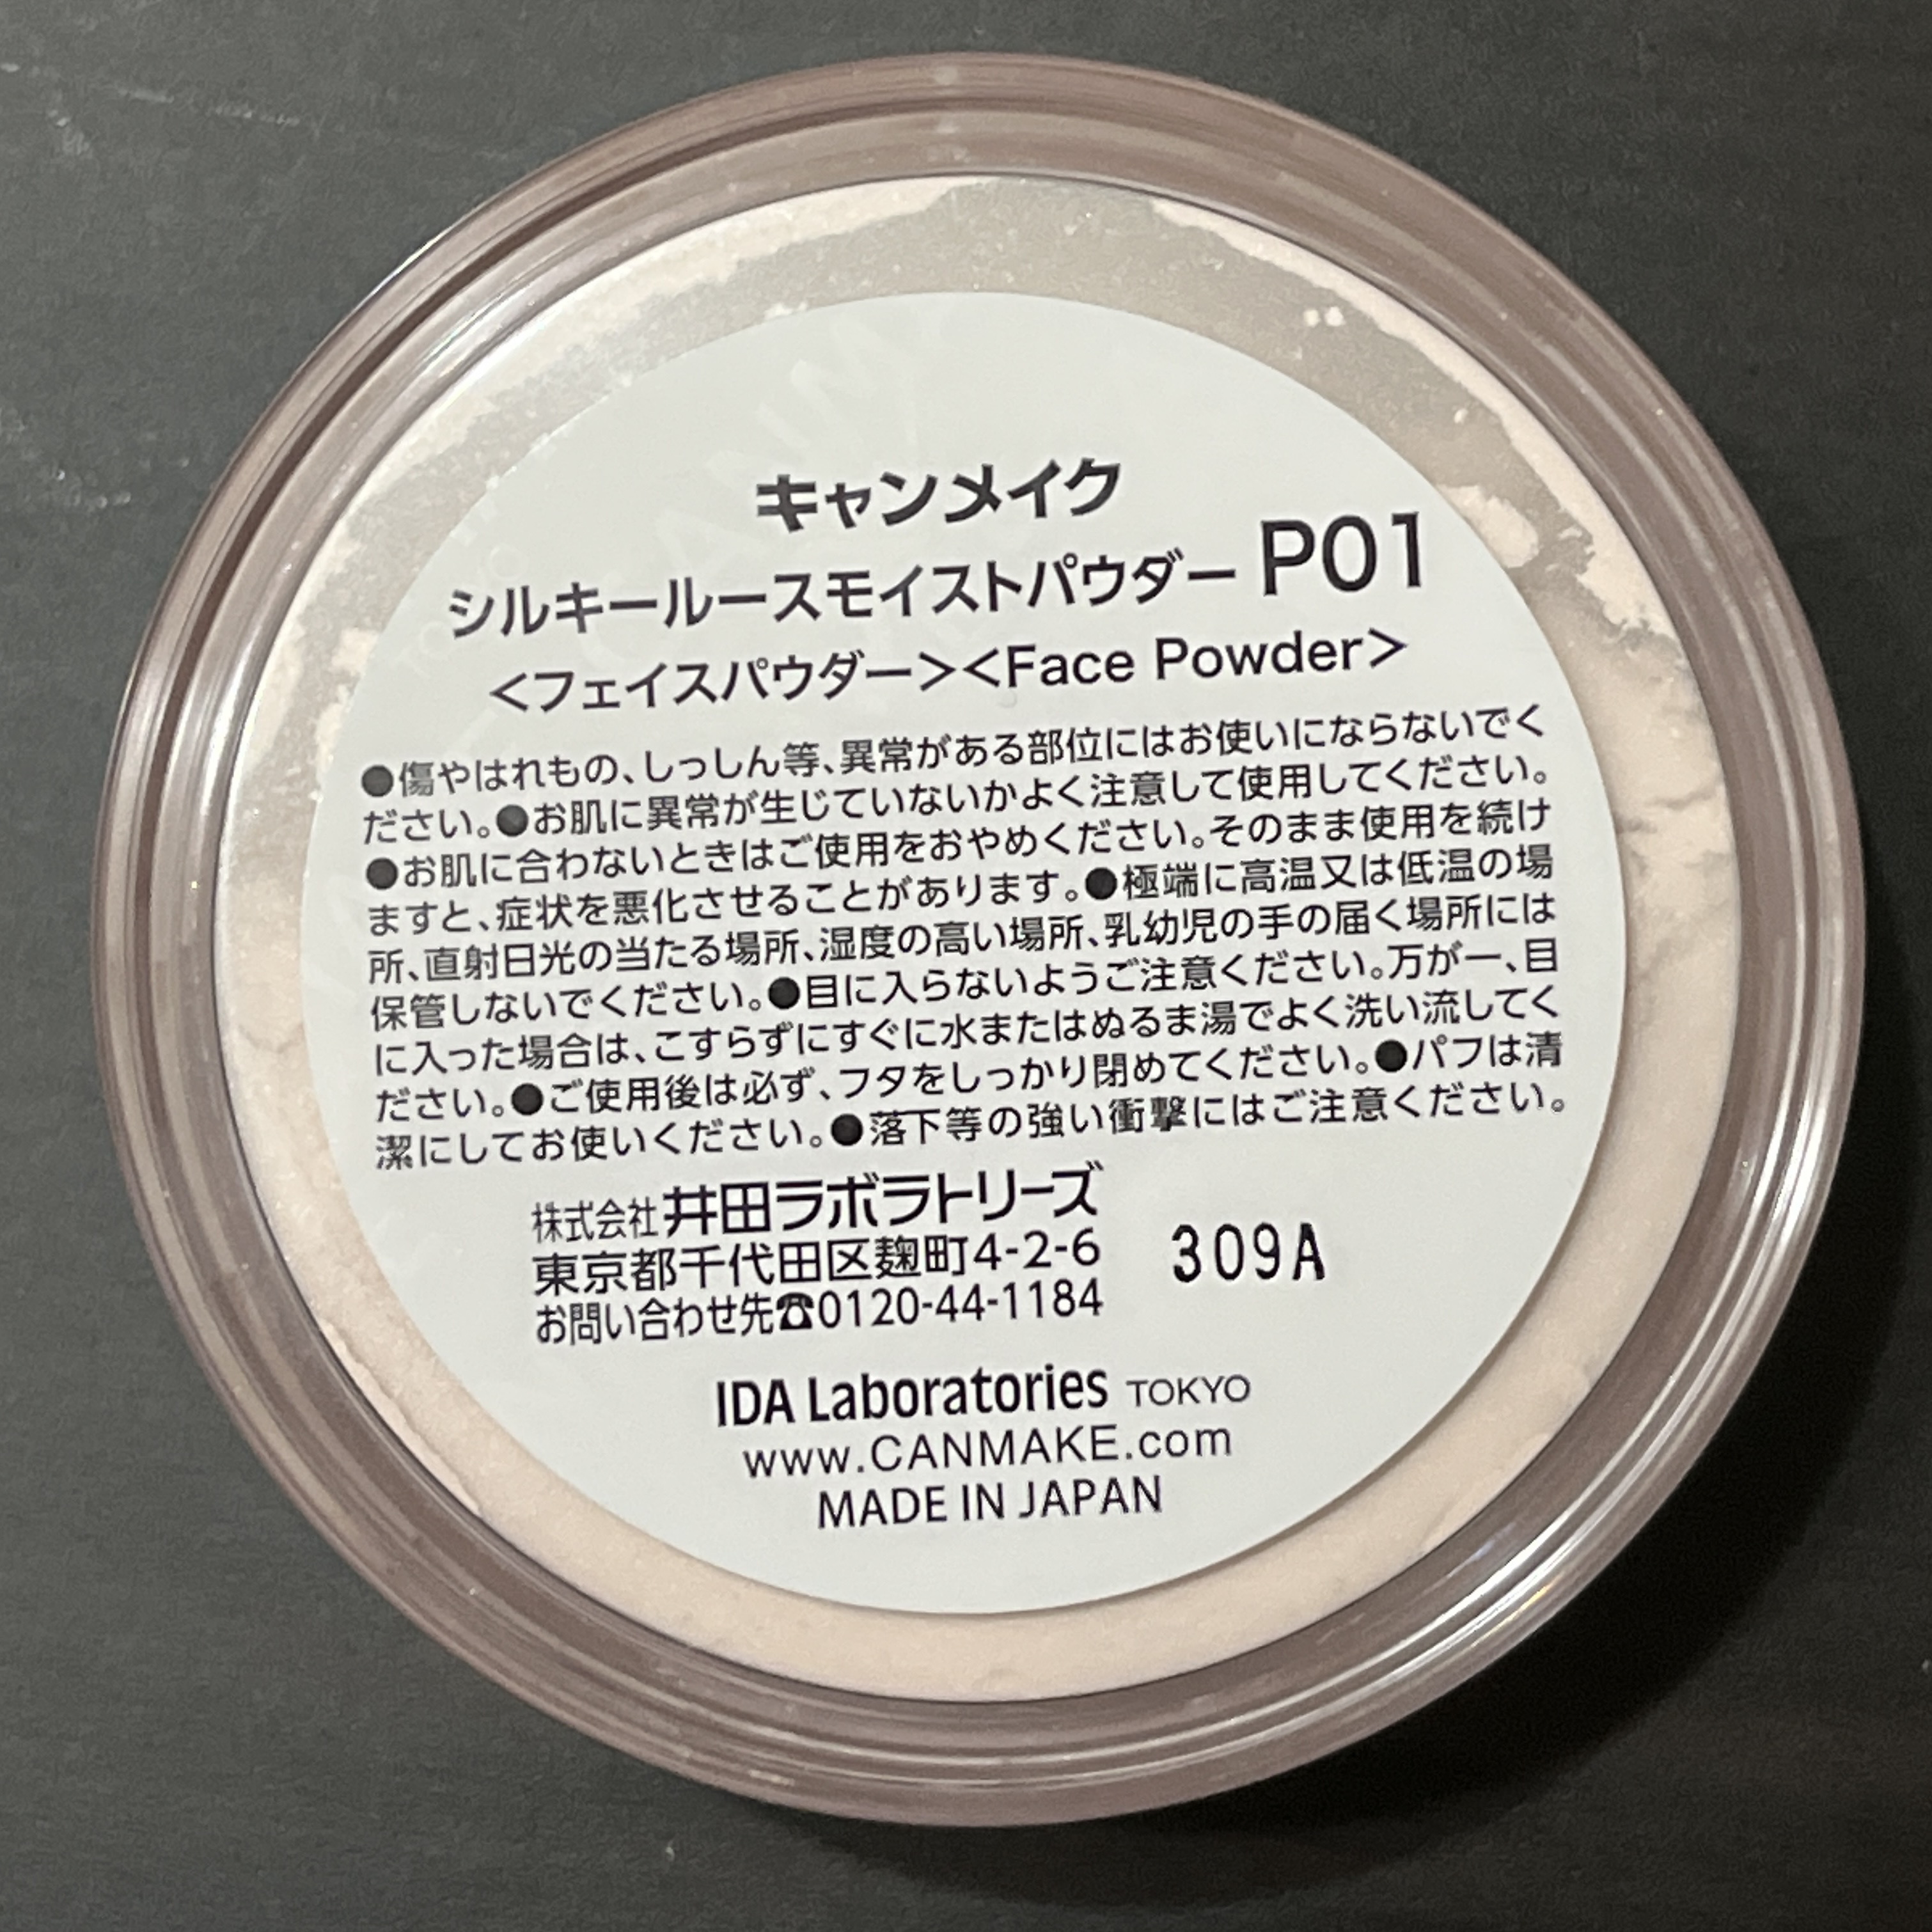 キャンメイク
シルキールースモイストパウダー P01
<フェイスパウダー><Face Powder>
●傷やはれもの、しっしん等、異常がある部位にはお使いにならないでく
ださい。●お肌に異常が生じていないかよく注意して使用してください。
●お肌に合わないときはご使用をおやめください。そのまま使用を続け
ますと、症状を悪化させることがあります。●極端に高温又は低温の場
所、直射日光の当たる場所、湿度の高い場所、乳幼児の手の届く場所には
保管しないでください。●目に入らないようご注意ください。万が一、目
に入った場合は、こすらずにすぐに水またはぬるま湯でよく洗い流してく
ださい。●ご使用後は必ず、フタをしっかり閉めてください。●パフは清
潔にしてお使いください。●落下等の強い衝撃にはご注意ください。
株式会社井田ラボラトリーズ
東京都千代田区麹町4-2-6
お問い合わせ先☎0120-44-1184
309A
IDA Laboratories TOKYO
www.CANMAKE.com
MADE IN JAPAN